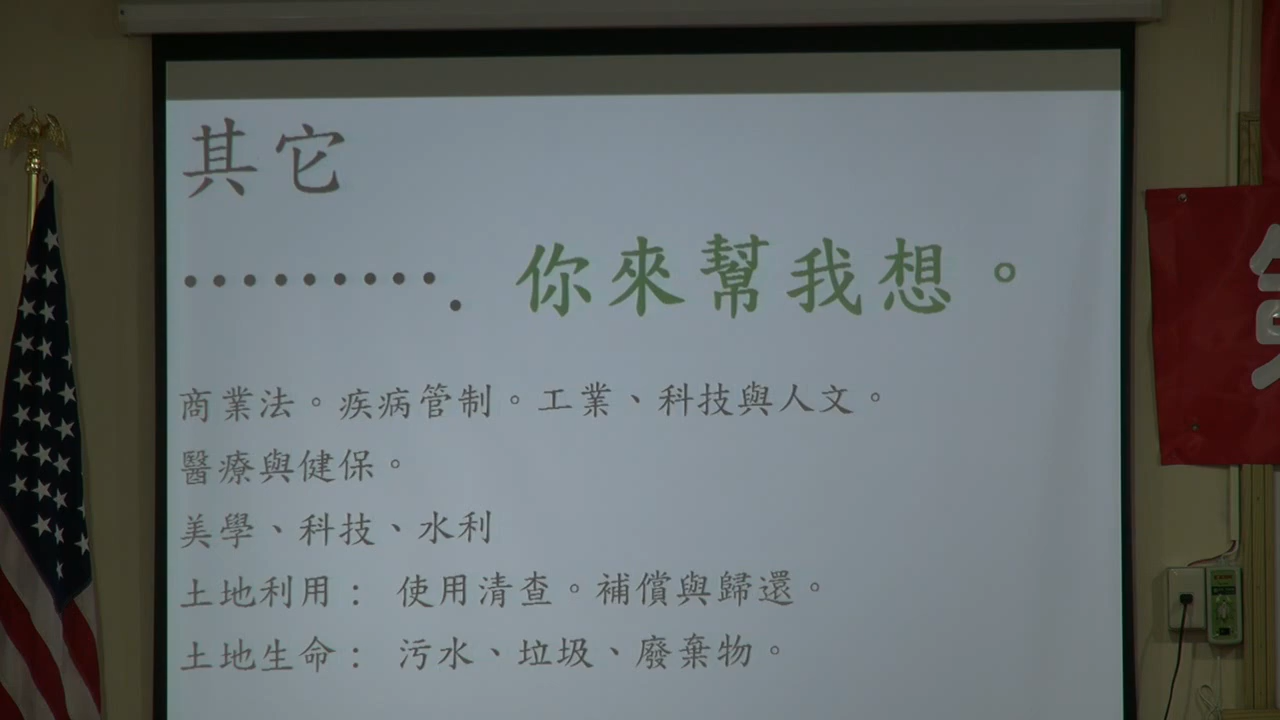 其它
………. 你來幫我想。
商業法。疾病管制。工業、科技與人文。
醫療與健保。
美學、科技、水利
土地利用： 使用清查。補償與歸還。
土地生命： 污水、垃圾、廢棄物。